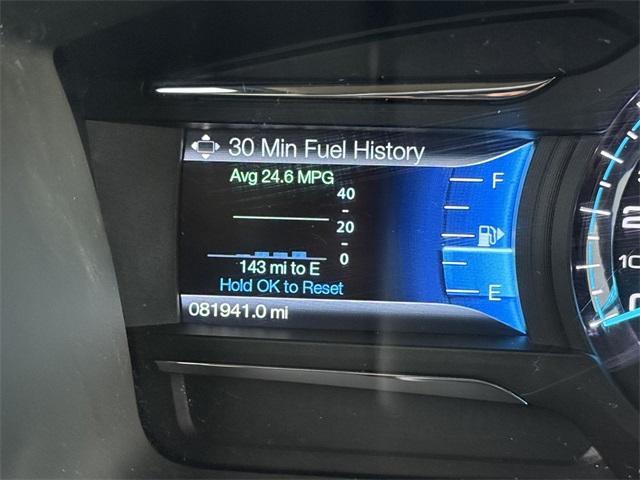 30 Min Fuel History
Avg 24.6 MPG
40
20
0
143 mi to E
Hold OK to Reset
081941.0 mi
F
E